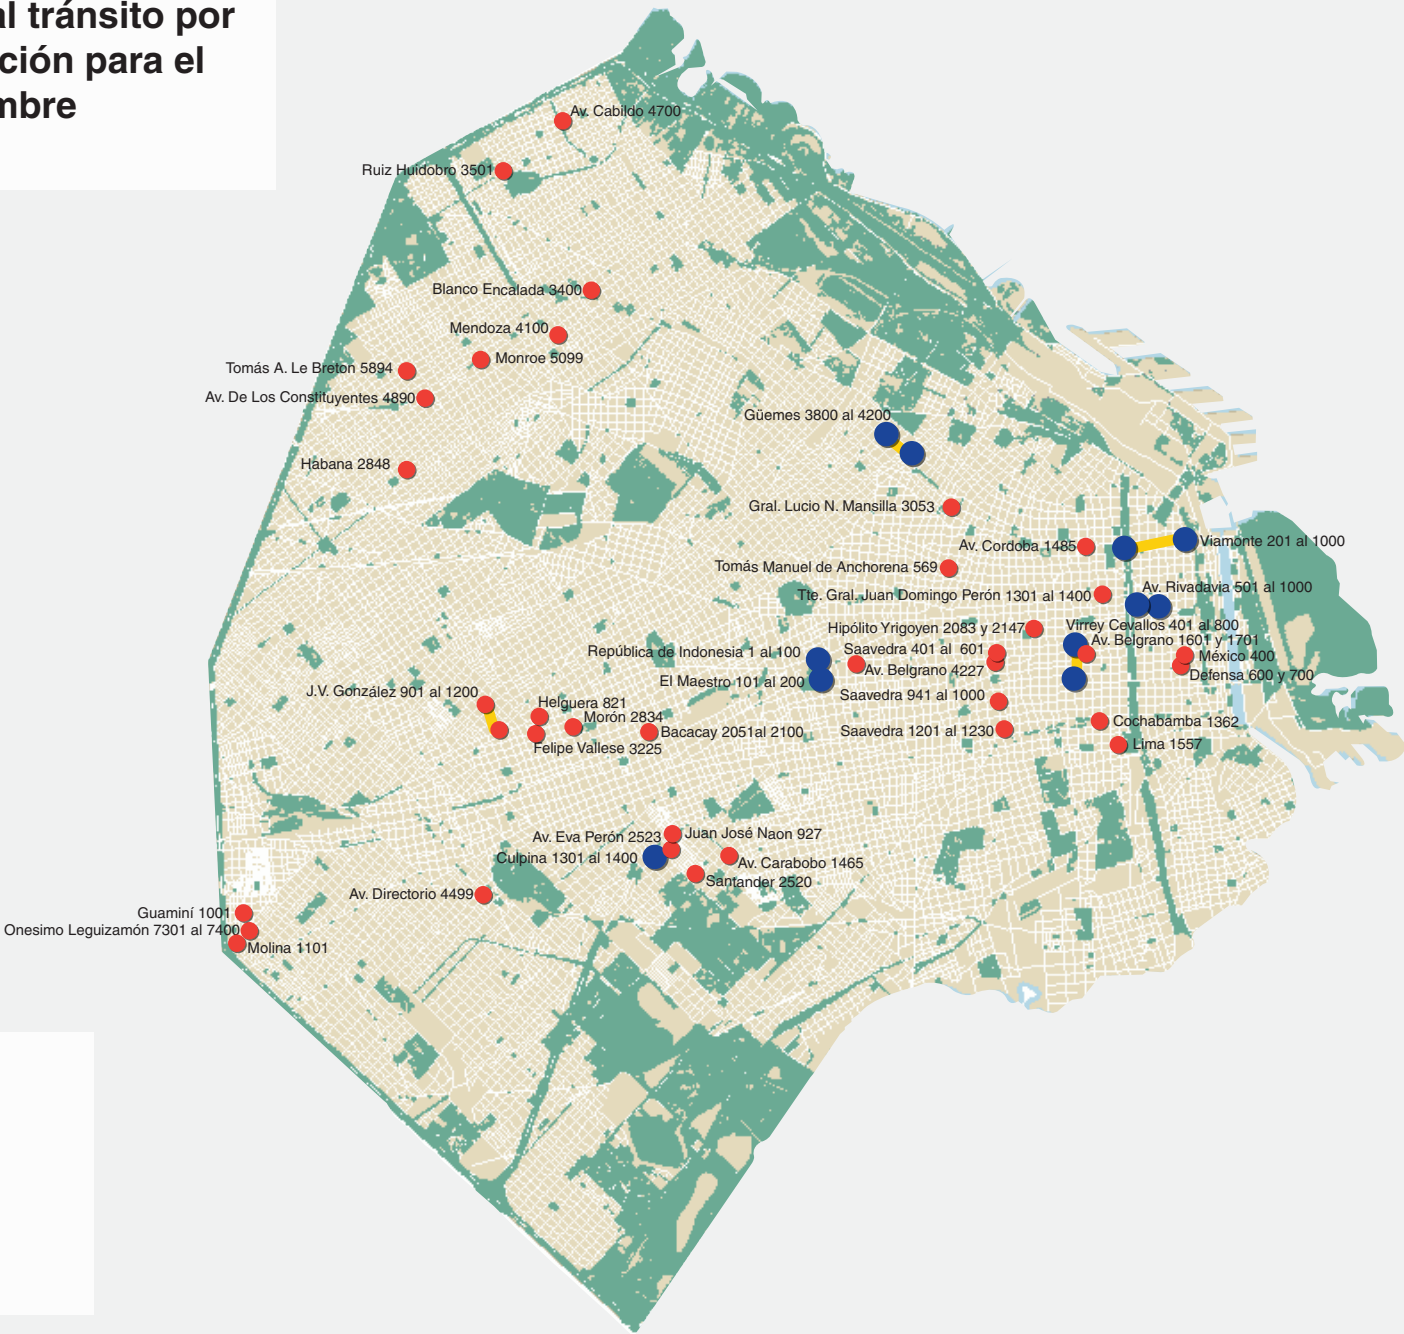 al tránsito por
ción para el
mbre
Av. Cabildo 4700
Ruiz Huidobro 3501
Blanco Encalada 3400
Mendoza 4100
Monroe 5099
Tomás A. Le Breton 5894
Av. De Los Constituyentes 4890
Güemes 3800 al 4200
Habana 2848
Gral. Lucio N. Mansilla 3053
Av. Cordoba 1485
Viamonte 201 al 1000
Tomás Manuel de Anchorena 569
Av. Rivadavia 501 al 1000
Tte. Gral. Juan Domingo Perón 1301 al 1400
Hipólito Yrigoyen 2083 y 2147
Virrey Cevallos 401 al 800
Av. Belgrano 1601 y 1701
República de Indonesia 1 al 100
Saavedra 401 al 601
México 400
Av. Belgrano 4227
Defensa 600 y 700
El Maestro 101 al 200
J.V. González 901 al 1200
Saavedra 941 al 1000
Helguera 821
Morón 2834
Cochabamba 1362
Bacacay 2051al 2100
Saavedra 1201 al 1230
Felipe Vallese 3225
Lima 1557
Av. Eva Perón 2523
Juan José Naon 927
Culpina 1301 al 1400
Av. Carabobo 1465
Santander 2520
Av. Directorio 4499
Guaminí 1001
Onesimo Leguizamón 7301 al 7400
Molina 1101